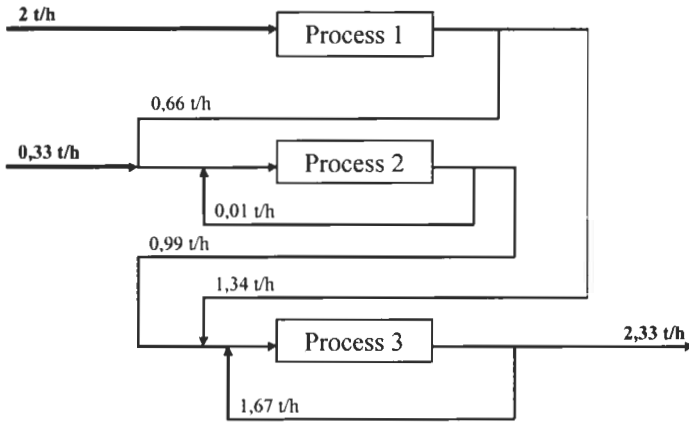 2 t/h
Process 1
0,66 t/h
0,33 t/h
Process 2
0,01 t/h
0,99 t/h
1,34 t/h
Process 3
2,33 t/h
1,67 t/h